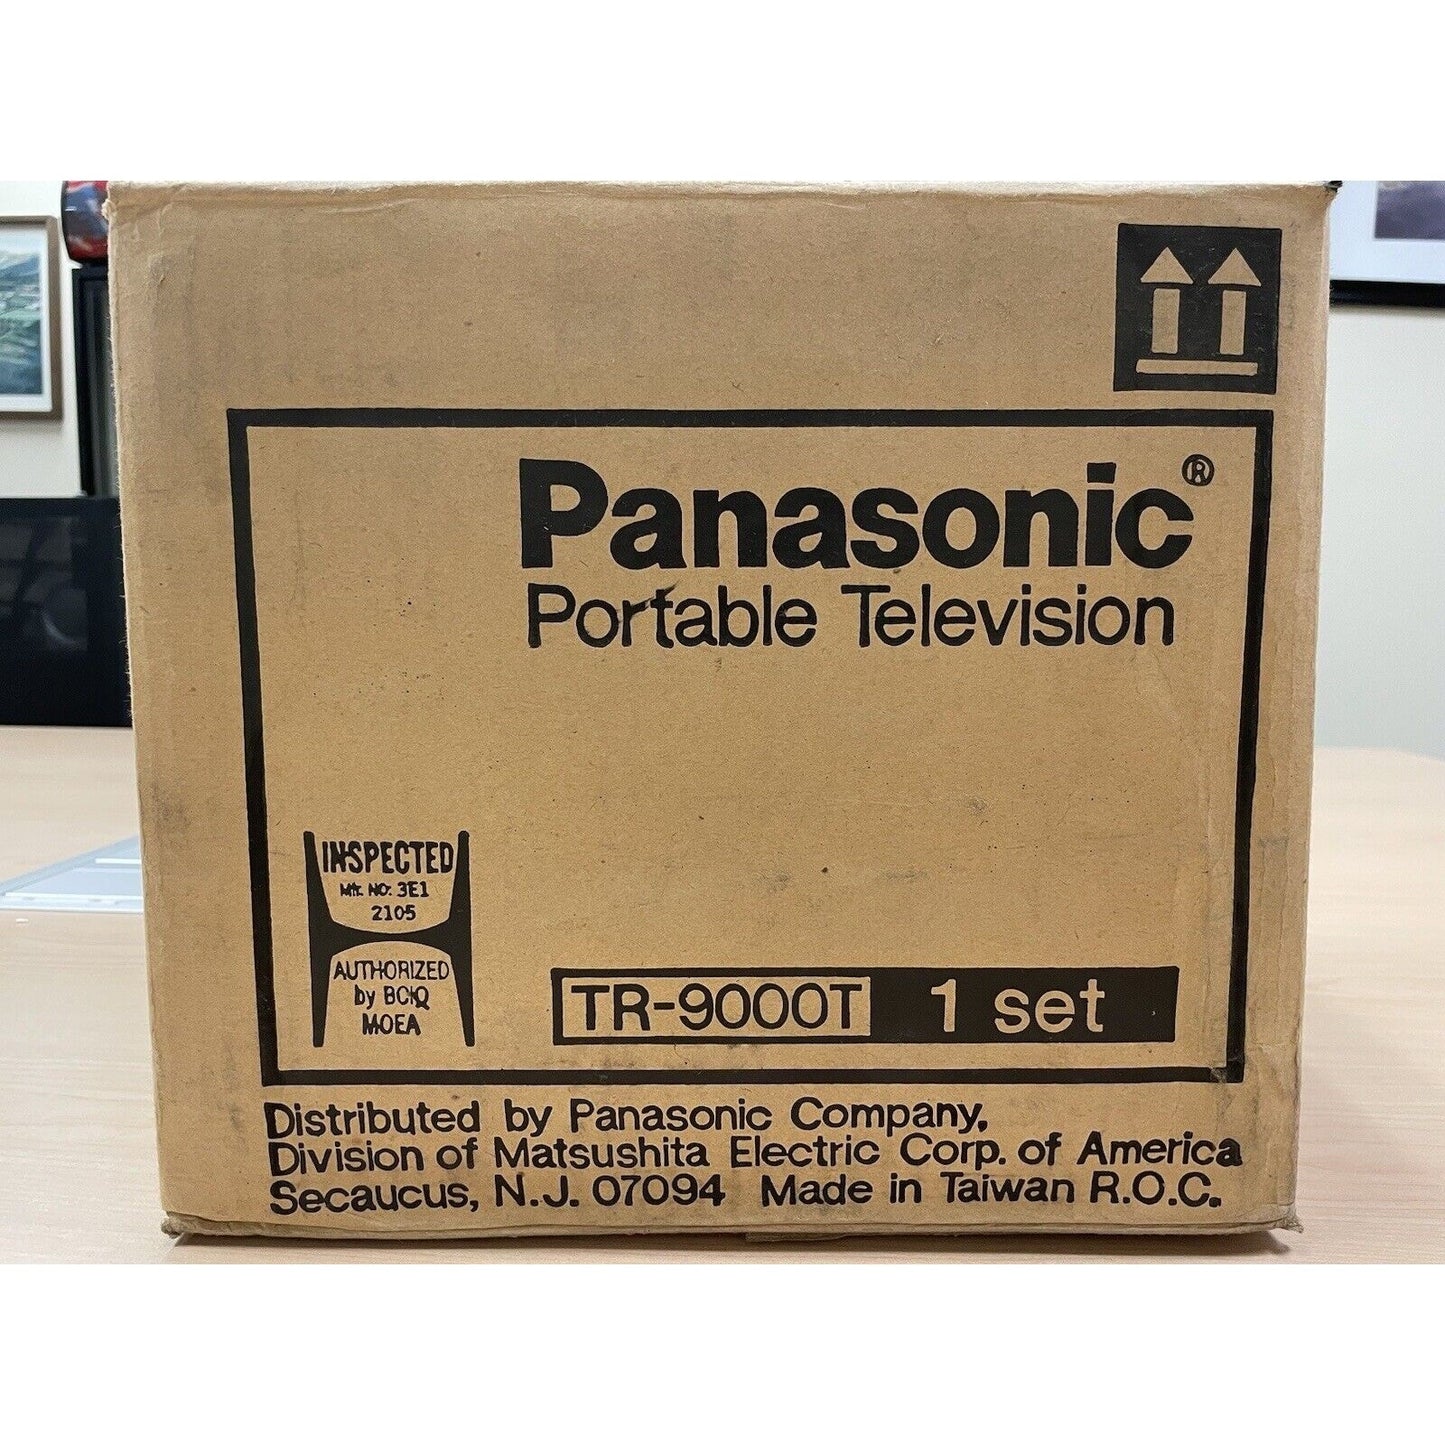 Panasonic®
Portable Television
INSPECTED
Mfr. NO: 3E1
2105
AUTHORIZED
by BCIQ
MOEA
TR-9000T 1 set
Distributed by Panasonic Company,
Division of Matsushita Electric Corp. of America
Secaucus, N.J. 07094 Made in Taiwan R.O.C.